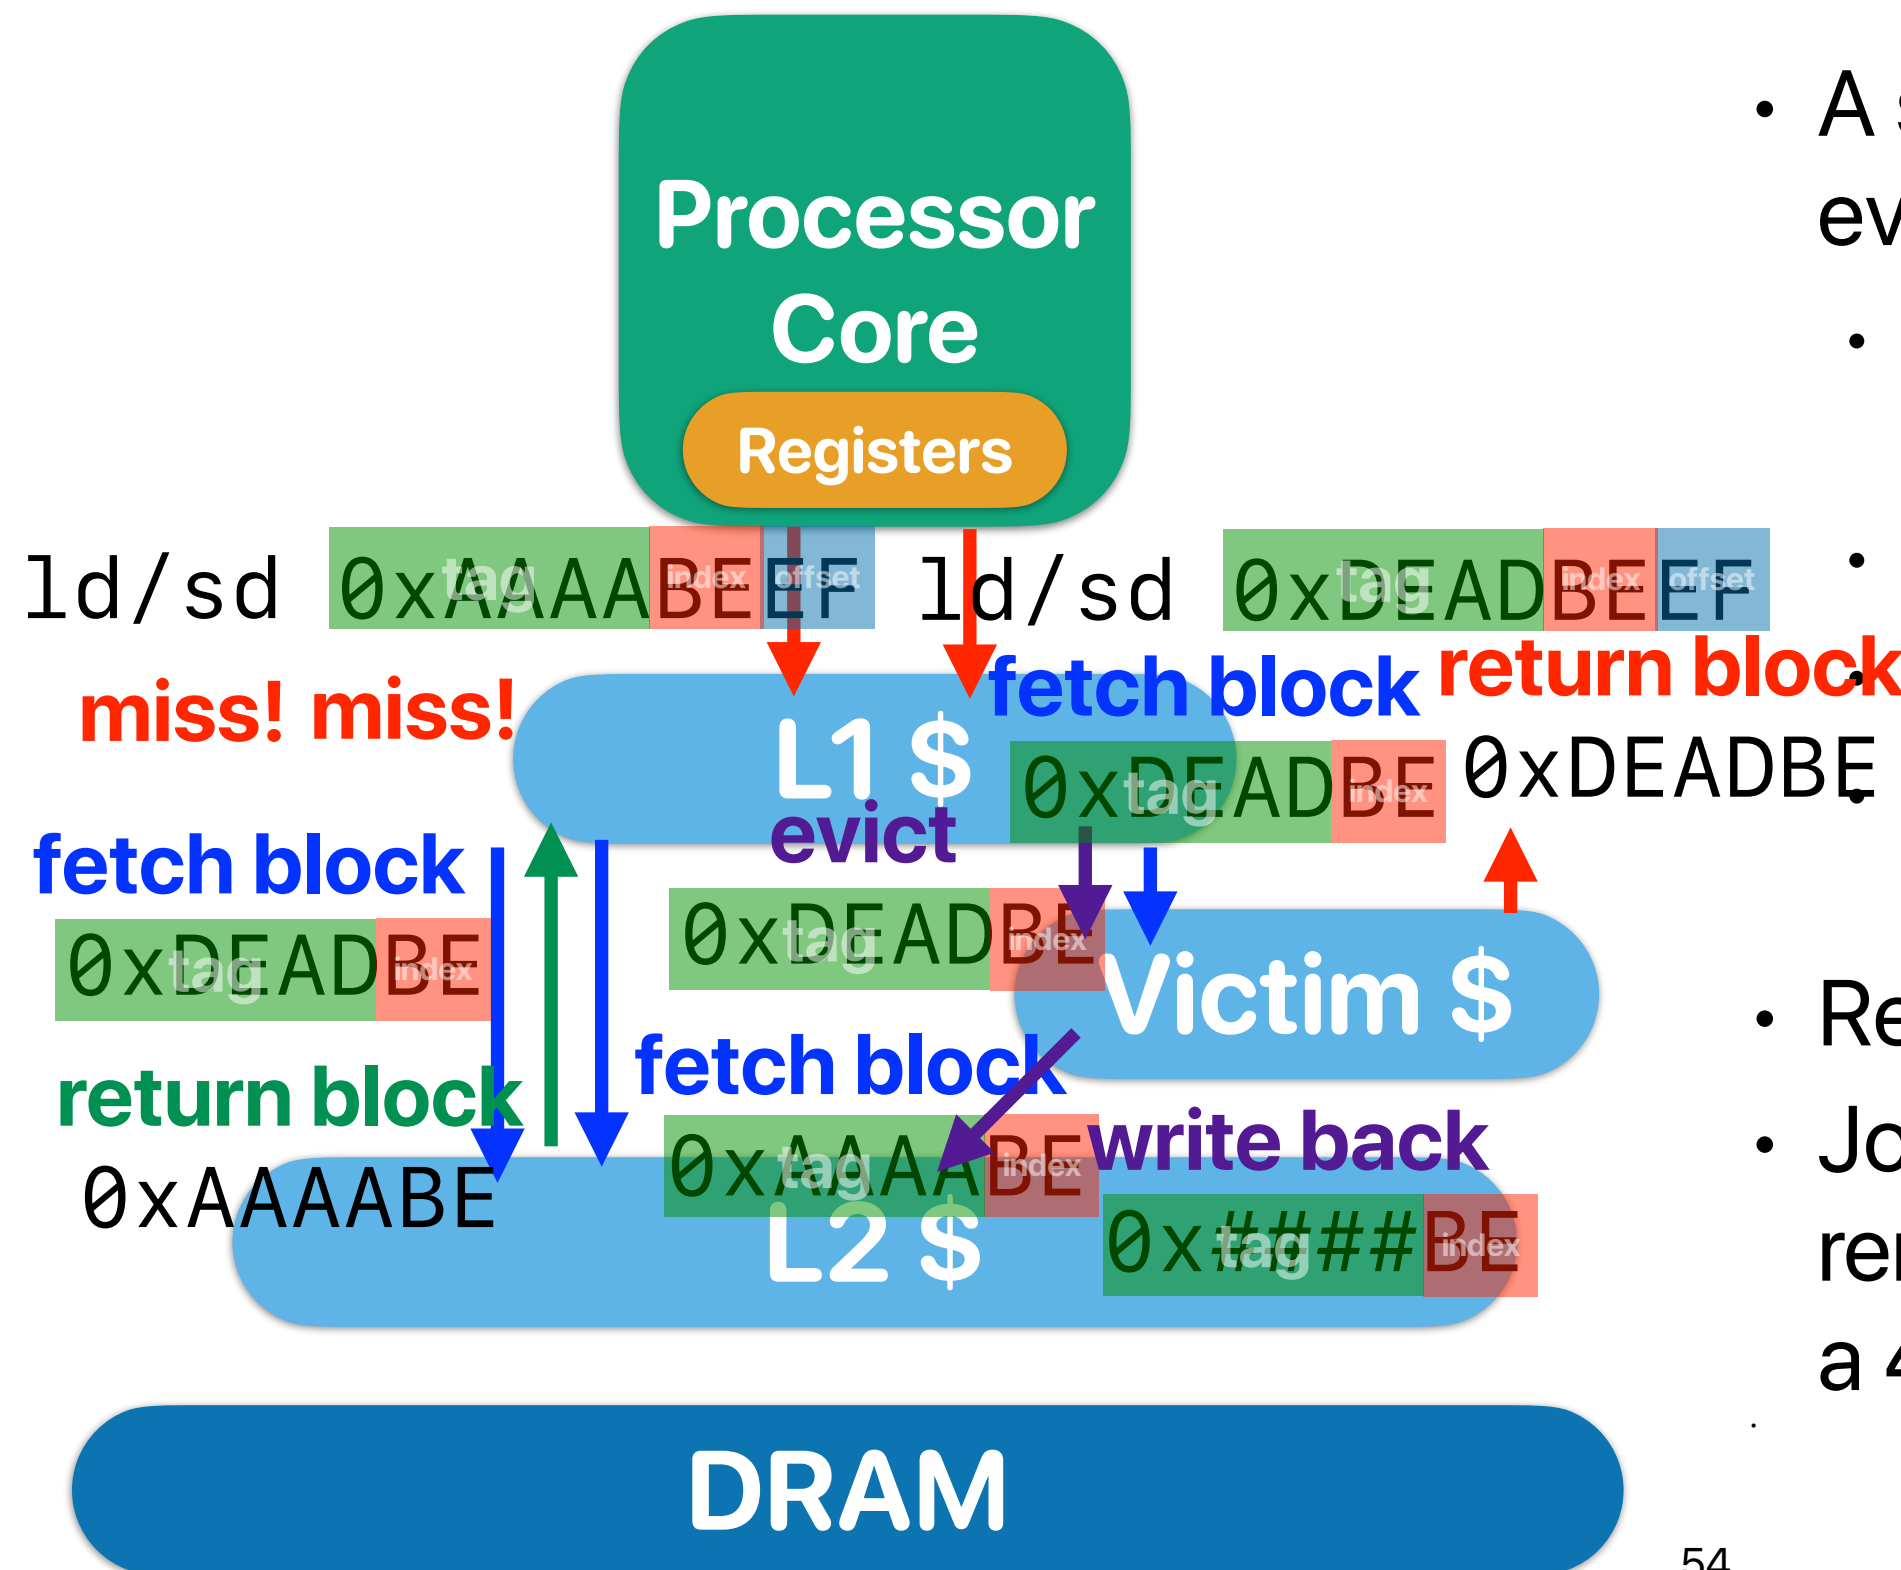 Processor
Core
Registers
ld/sd 0xAAAABEEF
tag index offset
ld/sd 0xDEADBEEF
tag index offset
miss! miss!
L1 $
fetch block
0xDEADBE
tag index
return block
0xDEADBE
evict
0xDEADBE
tag index
fetch block
0xDEADBE
tag index
Victim $
return block
0xAAAABE
fetch block
0xAAAABE
tag index
write back
0x####BE
tag index
L2 $
DRAM
• A
•
•
•
•
• Re
• Jo
a 4
54